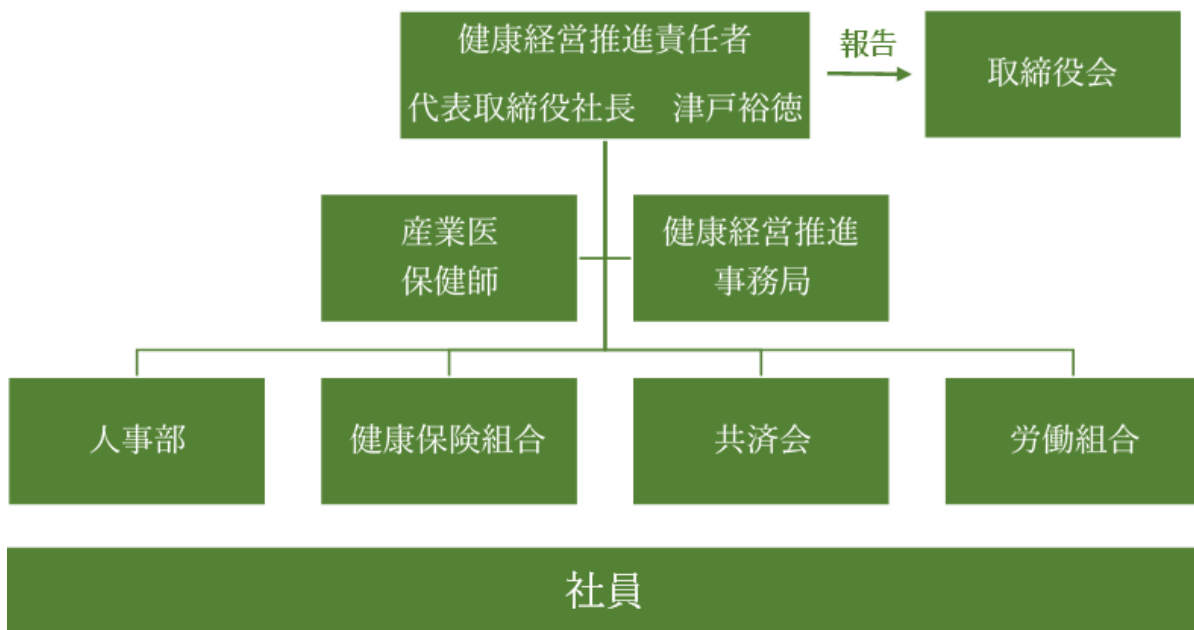 健康経営推進責任者
代表取締役社長　津戸裕徳
報告
取締役会
産業医
保健師
健康経営推進
事務局
人事部
健康保険組合
共済会
労働組合
社員